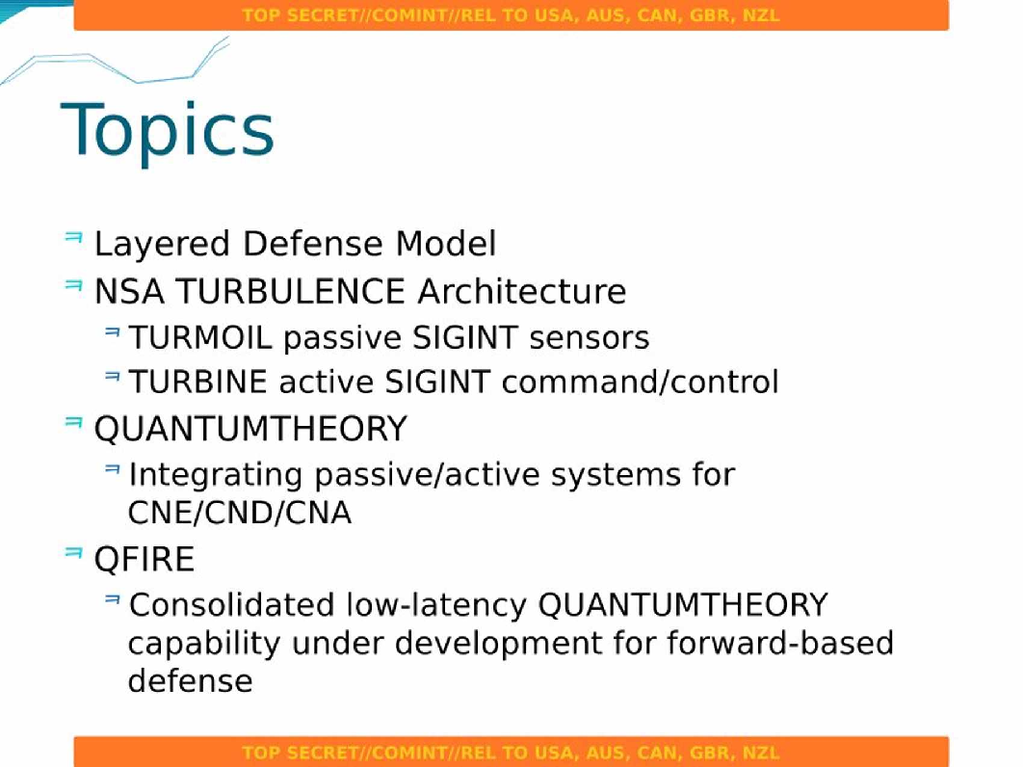 TOP SECRET//COMINT//REL TO USA, AUS, CAN, GBR, NZL
Topics
Layered Defense Model
NSA TURBULENCE Architecture
TURMOIL passive SIGINT sensors
TURBINE active SIGINT command/control
QUANTUMTHEORY
Integrating passive/active systems for
CNE/CND/CNA
QFIRE
Consolidated low-latency QUANTUMTHEORY
capability under development for forward-based
defense
TOP SECRET//COMINT//REL TO USA, AUS, CAN, GBR, NZL